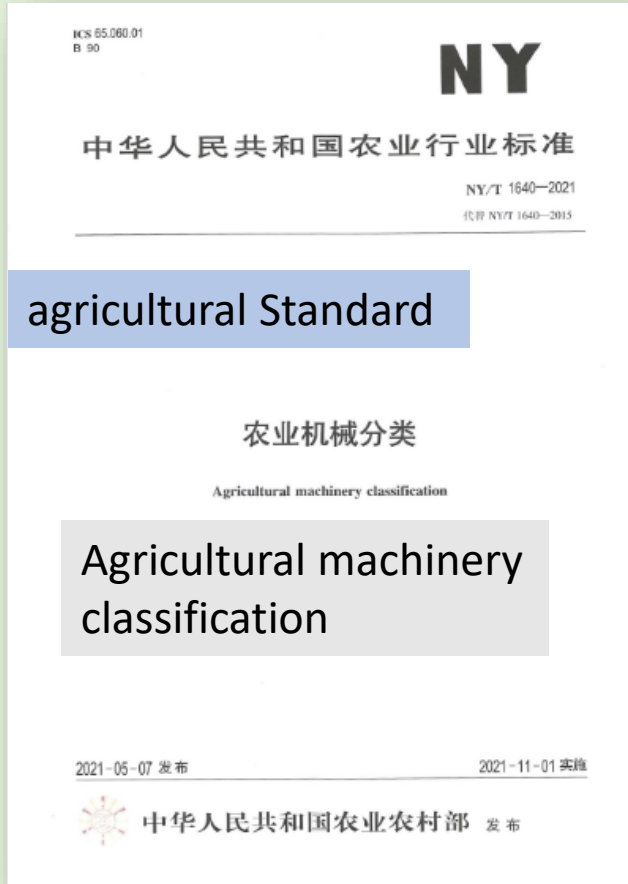 ICS 65.060.01
B 90
NY
中华人民共和国农业行业标准
NY/T 1640—2021
代替 NY/T 1640—2015
agricultural Standard
农业机械分类
Agricultural machinery classification
Agricultural machinery
classification
2021-05-07 发布
2021-11-01 实施
中华人民共和国农业农村部 发布